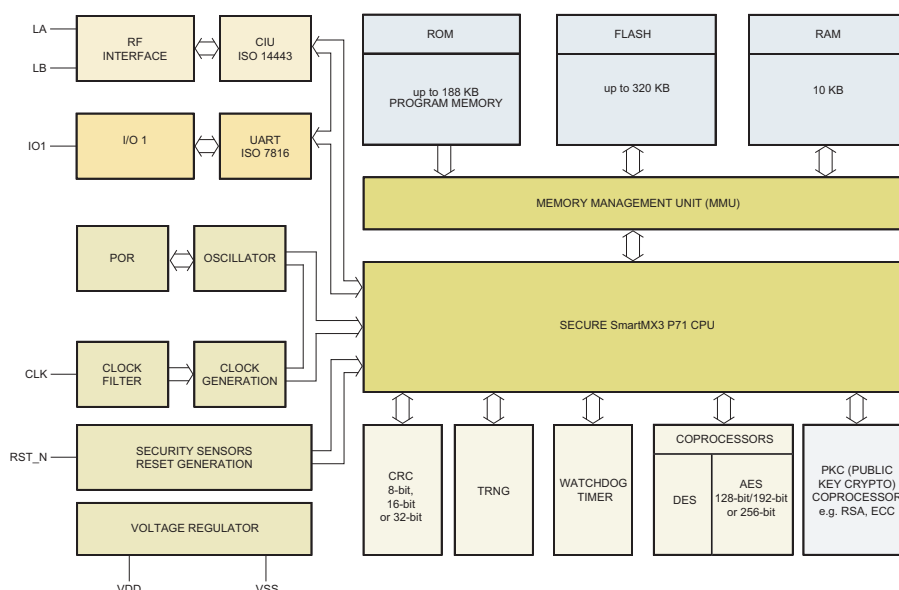 LA
LB
RF
INTERFACE
CIU
ISO 14443
IO1
I/O 1
UART
ISO 7816
ROM
up to 188 KB
PROGRAM MEMORY
FLASH
up to 320 KB
RAM
10 KB
MEMORY MANAGEMENT UNIT (MMU)
POR
OSCILLATOR
SECURE SmartMX3 P71 CPU
CLK
CLOCK
FILTER
CLOCK
GENERATION
RST_N
SECURITY SENSORS
RESET GENERATION
VOLTAGE REGULATOR
VDD
VSS
CRC
8-bit,
16-bit
or 32-bit
TRNG
WATCHDOG
TIMER
COPROCESSORS
DES
AES
128-bit/192-bit
or 256-bit
PKC (PUBLIC
KEY CRYPTO)
COPROCESSOR
e.g. RSA, ECC